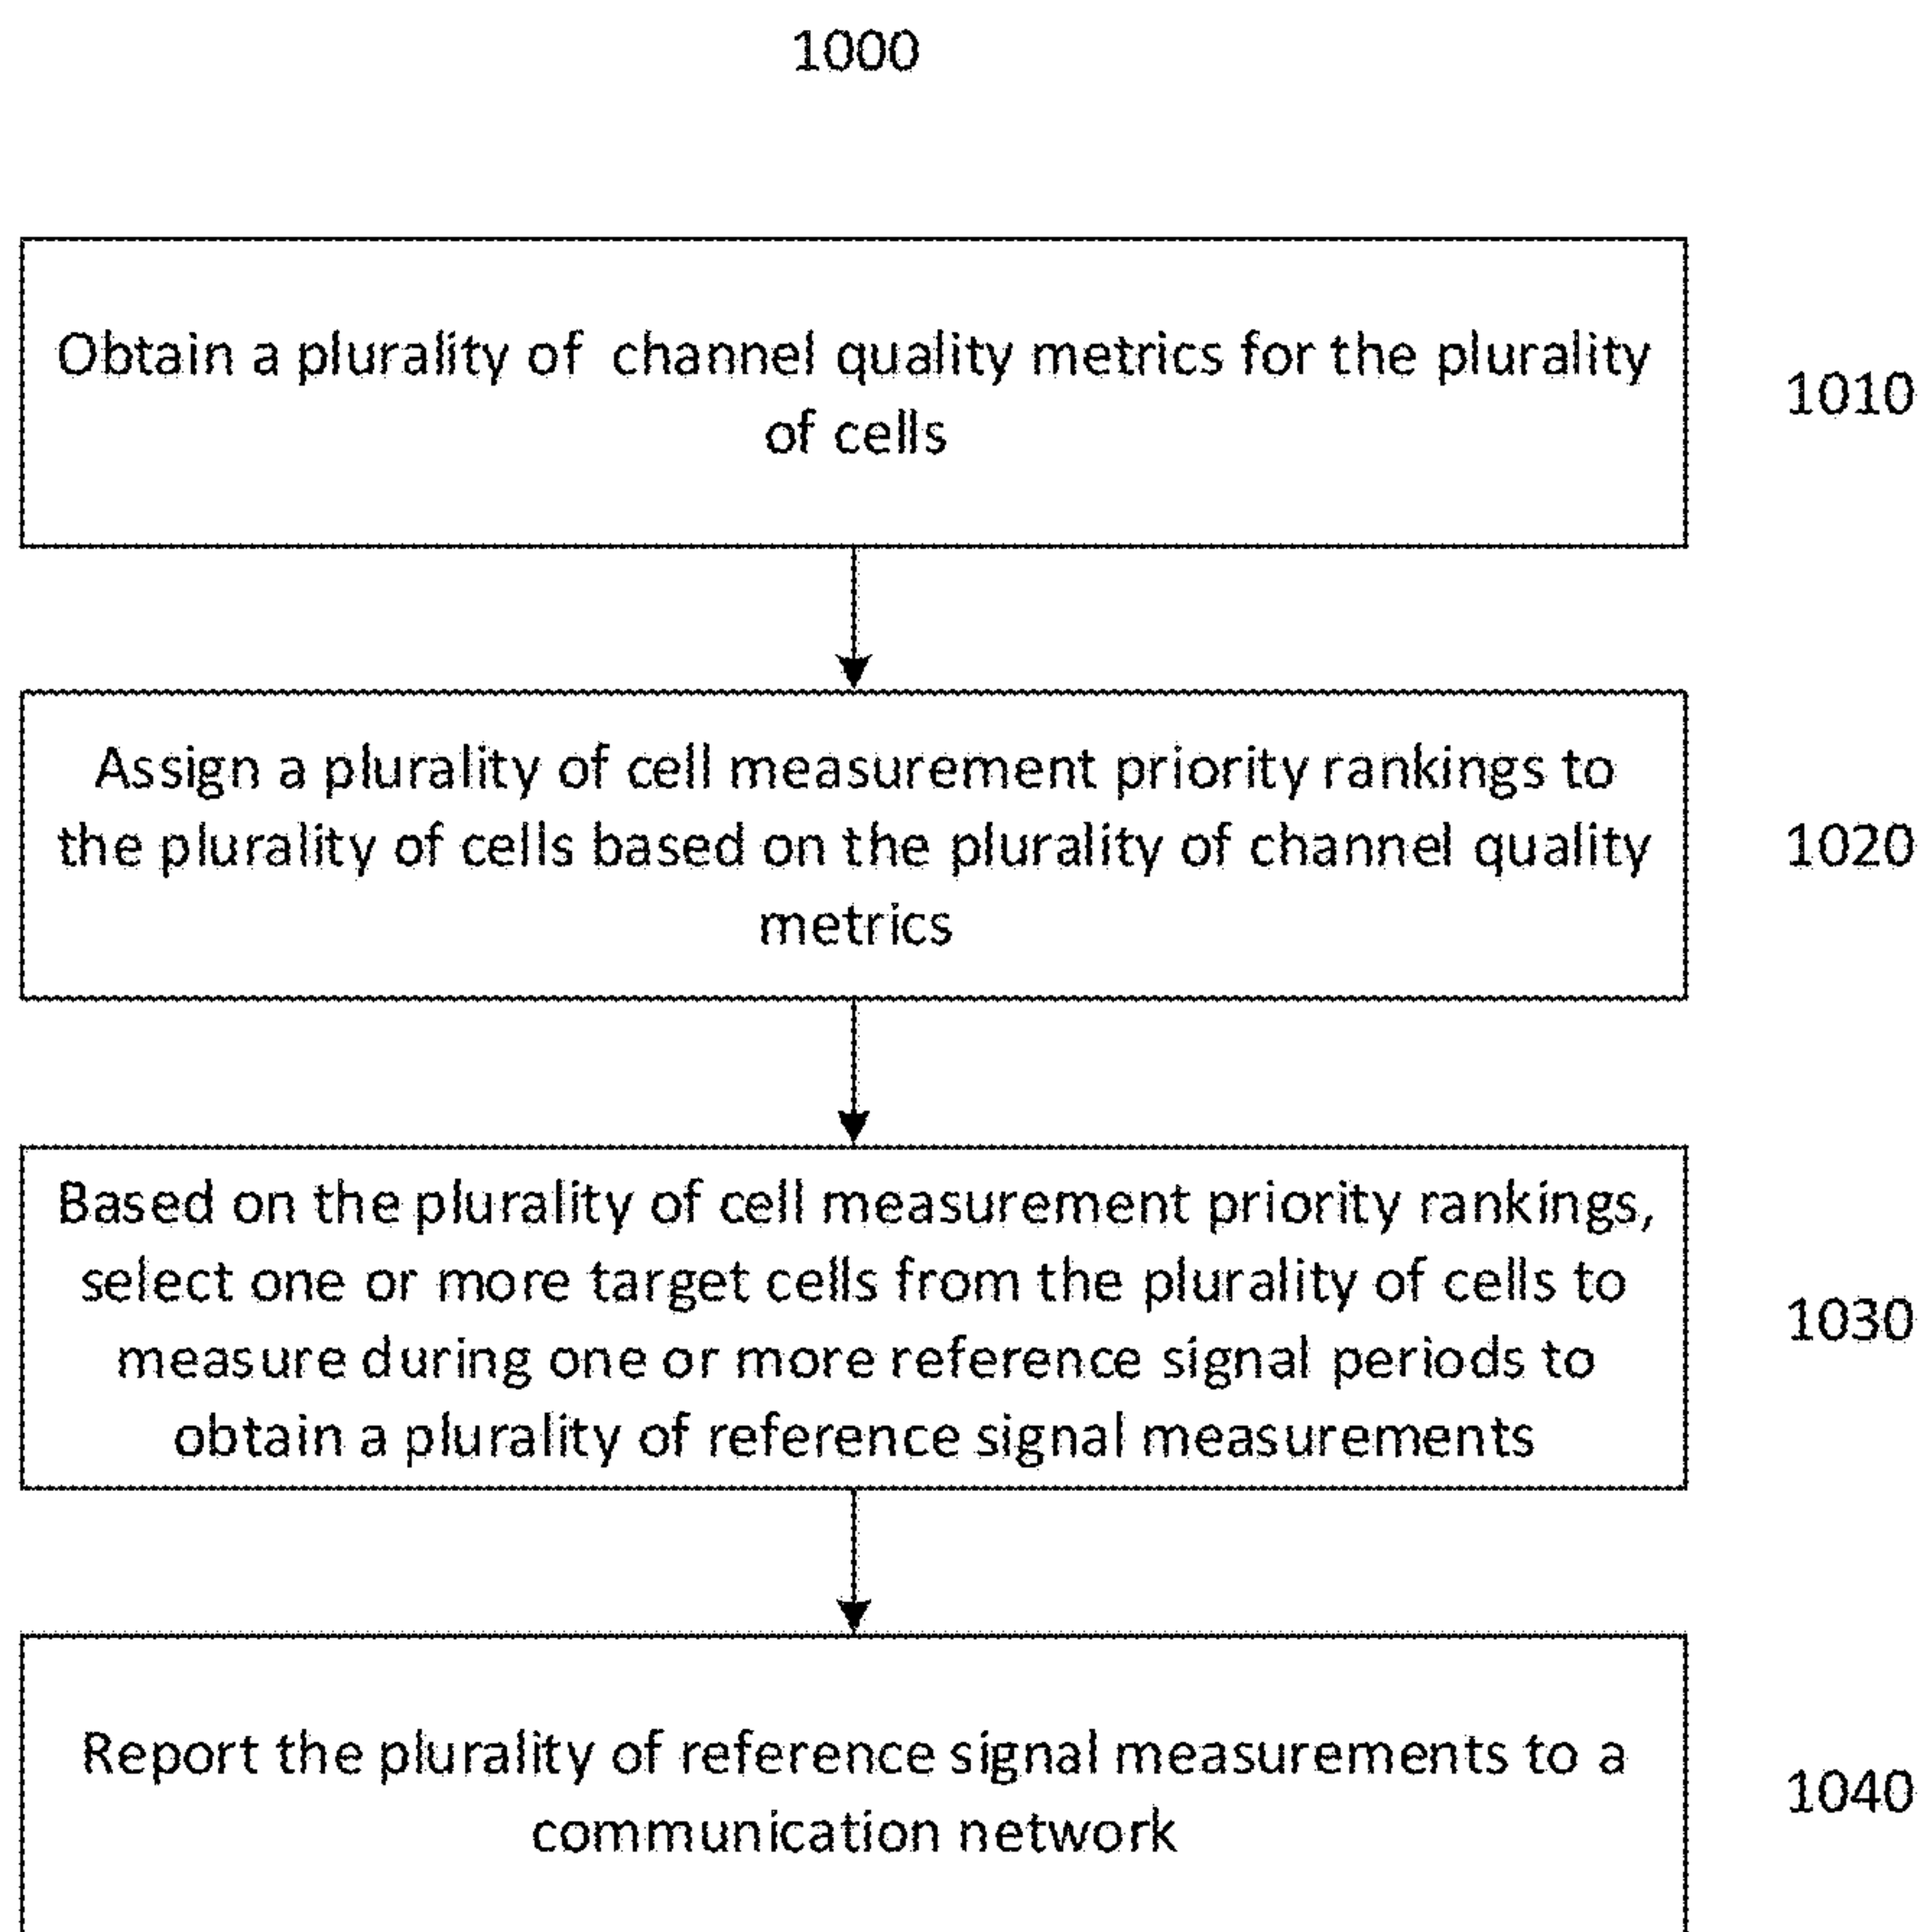 1000
Obtain a plurality of channel quality metrics for the plurality
of cells
1010
Assign a plurality of cell measurement priority rankings to
the plurality of cells based on the plurality of channel quality
metrics
1020
Based on the plurality of cell measurement priority rankings,
select one or more target cells from the plurality of cells to
measure during one or more reference signal periods to
obtain a plurality of reference signal measurements
1030
Report the plurality of reference signal measurements to a
communication network
1040